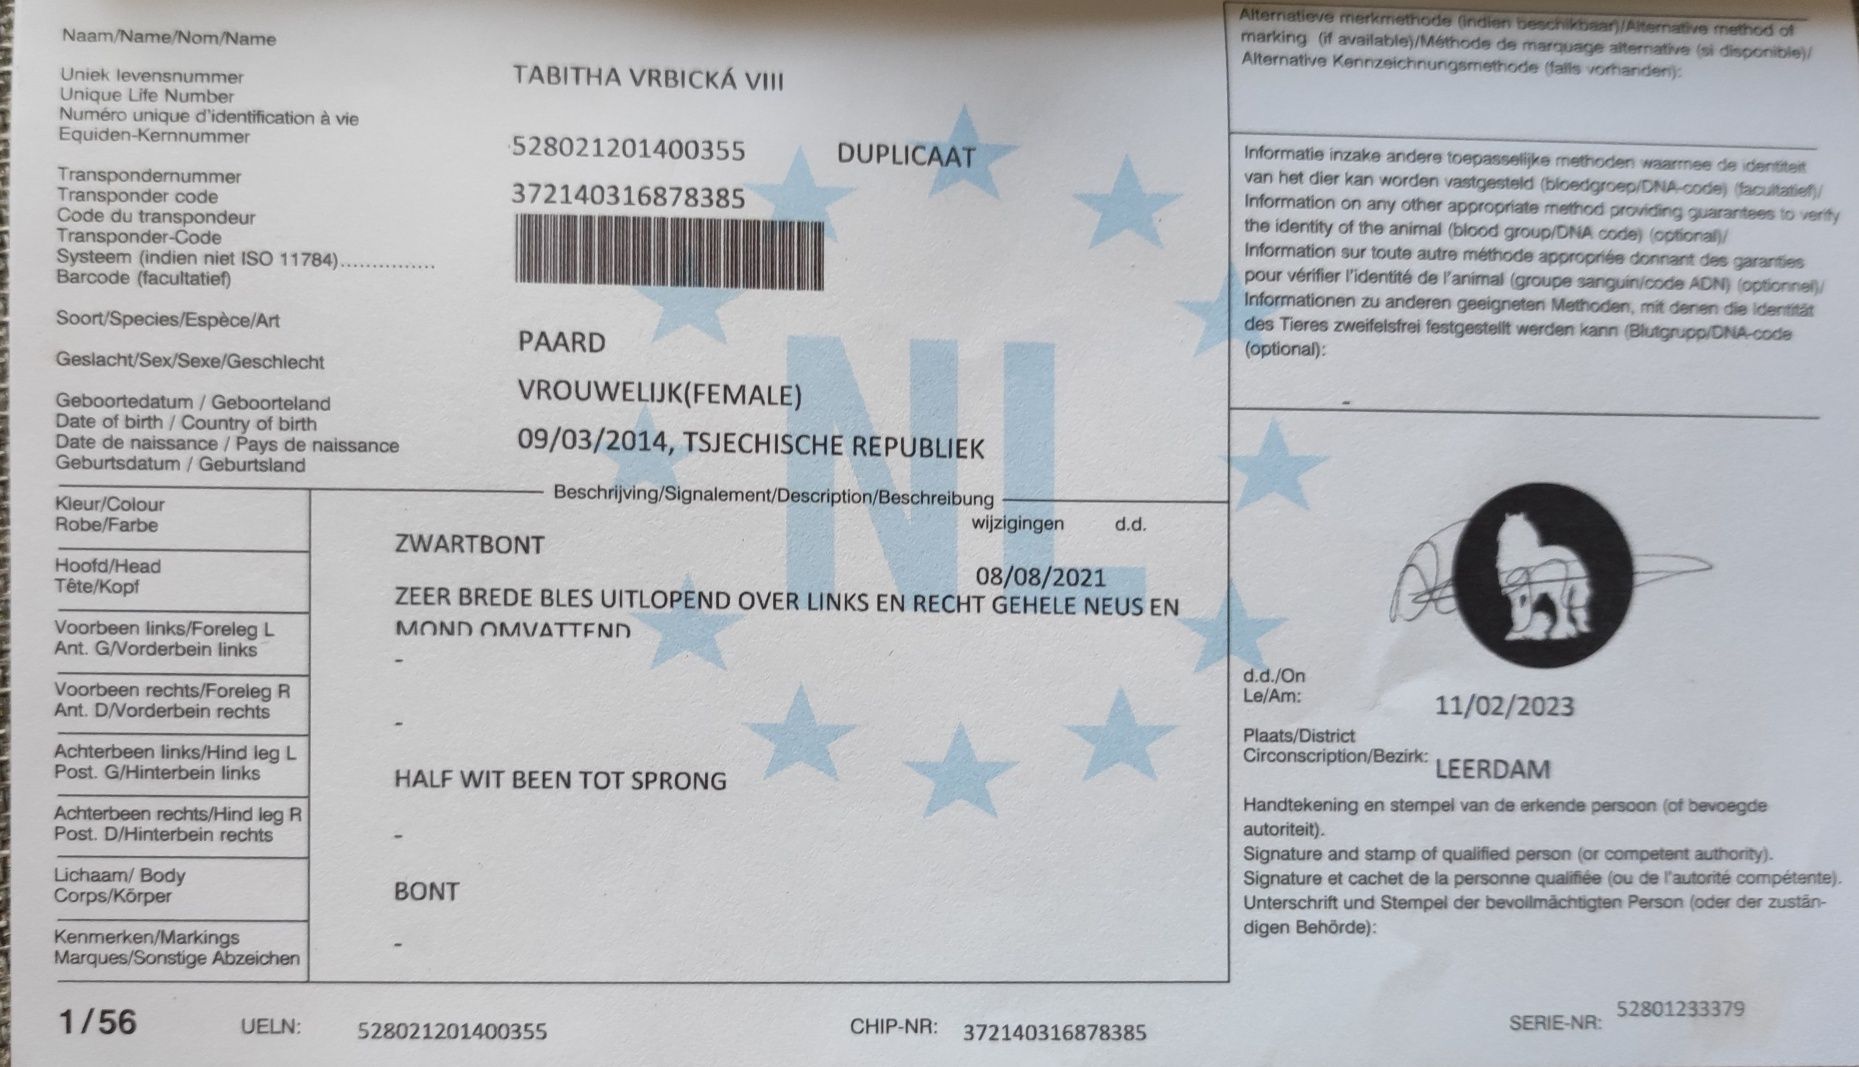 Naam/Name/Nom/Name
TABITHA VRBICKÁ VIII
Uniek levensnummer
Unique Life Number
Numéro unique d'identification à vie
Equiden-Kernnummer
528021201400355 DUPLICAAT
Transpondernummer
Transponder code
Code du transpondeur
Transponder-Code
372140316878385
Systeem (indien niet ISO 11784)...............
Barcode (facultatief)
Soort/Species/Espèce/Art
PAARD
Geslacht/Sex/Sexe/Geschlecht
VROUWELIJK(FEMALE)
Geboortedatum / Geboorteland
Date of birth / Country of birth
Date de naissance / Pays de naissance
Geburtsdatum / Geburtsland
09/03/2014, TSJECHISCHE REPUBLIEK
Beschrijving/Signalement/Description/Beschreibung
wijzigingen d.d.
08/08/2021
Kleur/Colour
Robe/Farbe
ZWARTBONT
Hoofd/Head
Tête/Kopf
ZEER BREDE BLES UITLOPEND OVER LINKS EN RECHT GEHELE NEUS EN
MOND OMVATTEND
Voorbeen links/Foreleg L
Ant. G/Vorderbein links
-
Voorbeen rechts/Foreleg R
Ant. D/Vorderbein rechts
-
Achterbeen links/Hind leg L
Post. G/Hinterbein links
HALF WIT BEEN TOT SPRONG
Achterbeen rechts/Hind leg R
Post. D/Hinterbein rechts
-
Lichaam/ Body
Corps/Körper
BONT
Kenmerken/Markings
Marques/Sonstige Abzeichen
-
NL
Alternatieve merkmethode (indien beschikbaar)/Alternative method of
marking (if available)/Méthode de marquage alternative (si disponible)/
Alternative Kennzeichnungsmethode (falls vorhanden):
Informatie inzake andere toepasselijke methoden waarmee de identiteit
van het dier kan worden vastgesteld (bloedgroep/DNA-code) (facultatief)/
Information on any other appropriate method providing guarantees to verify
the identity of the animal (blood group/DNA code) (optional)/
Information sur toute autre méthode appropriée donnant des garanties
pour vérifier l'identité de l'animal (groupe sanguin/code ADN) (optionnel)/
Informationen zu anderen geeigneten Methoden, mit denen die Identität
des Tieres zweifelsfrei festgestellt werden kann (Blutgrupp/DNA-code
(optional):
-
d.d./On
Le/Am:
11/02/2023
Plaats/District
Circonscription/Bezirk:
LEERDAM
Handtekening en stempel van de erkende persoon (of bevoegde
autoriteit).
Signature and stamp of qualified person (or competent authority).
Signature et cachet de la personne qualifiée (ou de l'autorité compétente).
Unterschrift und Stempel der bevollmächtigten Person (oder der zustän-
digen Behörde):
1/56 UELN: 528021201400355 CHIP-NR: 372140316878385 SERIE-NR: 52801233379